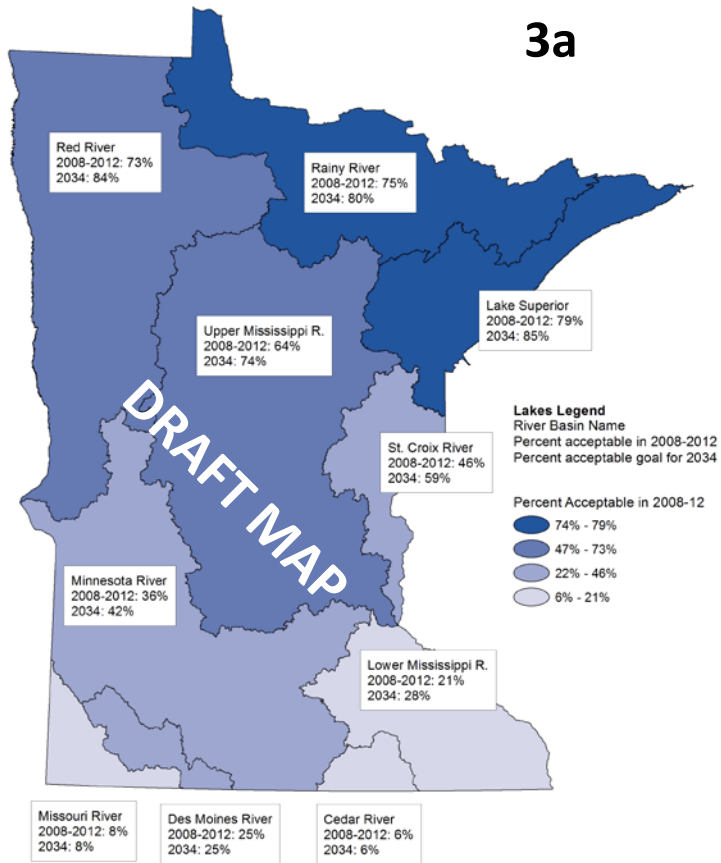 3a
Red River
2008-2012: 73%
2034: 84%
Rainy River
2008-2012: 75%
2034: 80%
Lake Superior
2008-2012: 79%
2034: 85%
Upper Mississippi R.
2008-2012: 64%
2034: 74%
DRAFT MAP
St. Croix River
2008-2012: 46%
2034: 59%
Lakes Legend
River Basin Name
Percent acceptable in 2008-2012
Percent acceptable goal for 2034
Percent Acceptable in 2008-12
74% - 79%
47% - 73%
22% - 46%
6% - 21%
Minnesota River
2008-2012: 36%
2034: 42%
Lower Mississippi R.
2008-2012: 21%
2034: 28%
Missouri River
2008-2012: 8%
2034: 8%
Des Moines River
2008-2012: 25%
2034: 25%
Cedar River
2008-2012: 6%
2034: 6%